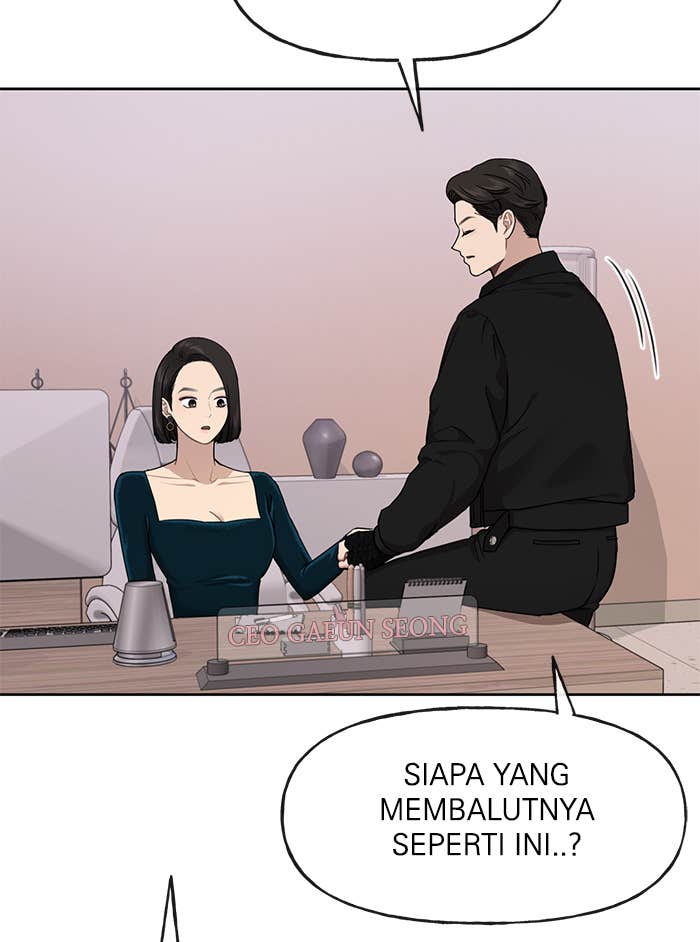 CEO GAEUN SEONG
SIAPA YANG
MEMBALUTNYA
SEPERTI INI..?